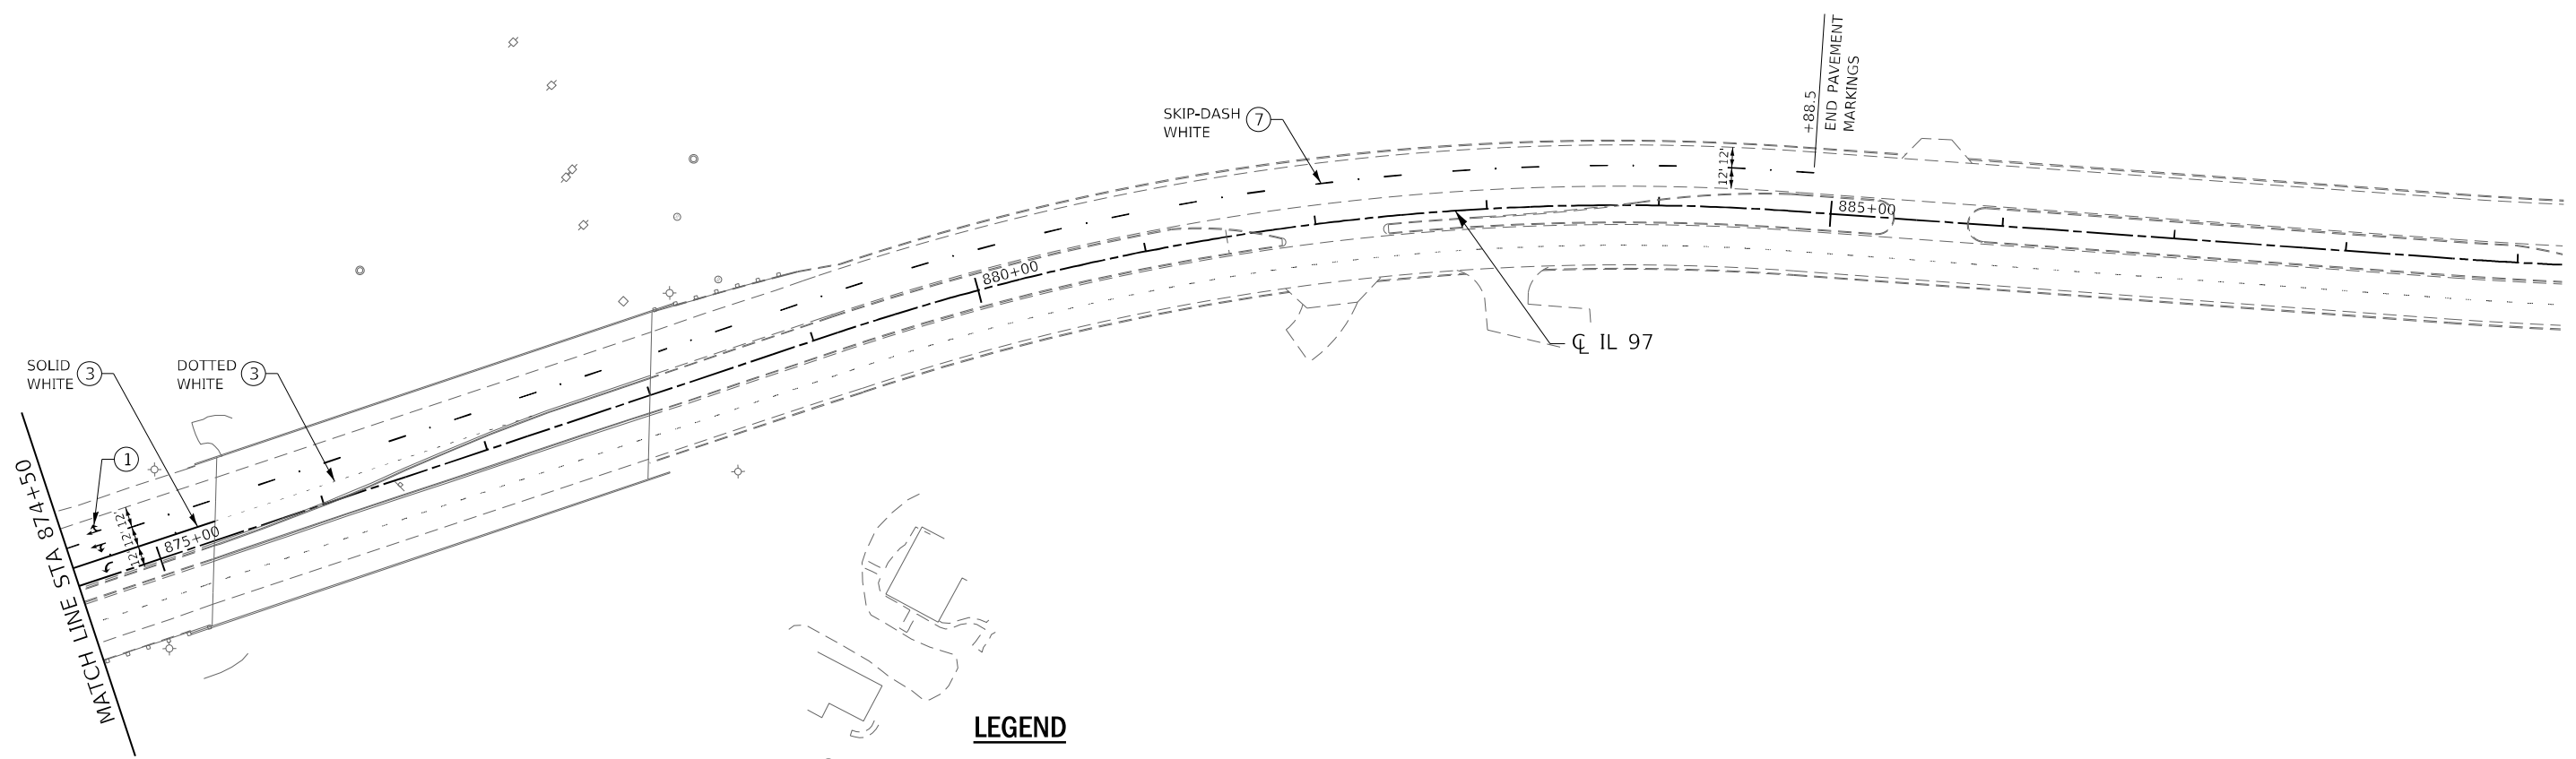 +88.5
END PAVEMENT
MARKINGS
SKIP-DASH
WHITE
7
12'
12'
885+00
880+00
℄ IL 97
SOLID
WHITE
3
DOTTED
WHITE
3
1
12'
12'
12'
875+00
MATCH LINE STA 874+50
LEGEND